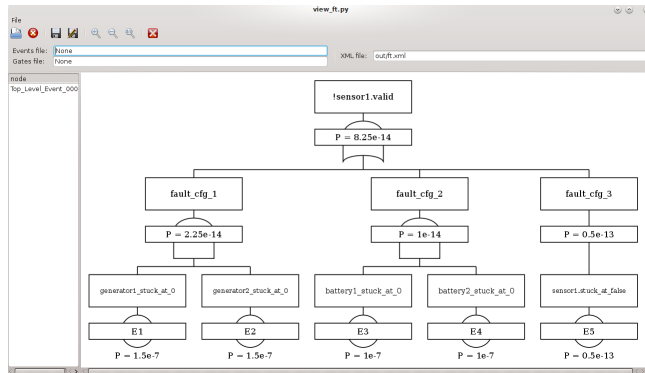 view_ft.py
File
Events file: None
Gates file: None
XML file: out/ft.xml
node
Top_Level_Event_000
!sensor1.valid
P = 8.25e-14
fault_cfg_1
fault_cfg_2
fault_cfg_3
P = 2.25e-14
P = 1e-14
P = 0.5e-13
generator1_stuck_at_0
generator2_stuck_at_0
battery1_stuck_at_0
battery2_stuck_at_0
sensor1.stuck_at_false
E1
E2
E3
E4
E5
P = 1.5e-7
P = 1.5e-7
P = 1e-7
P = 1e-7
P = 0.5e-13